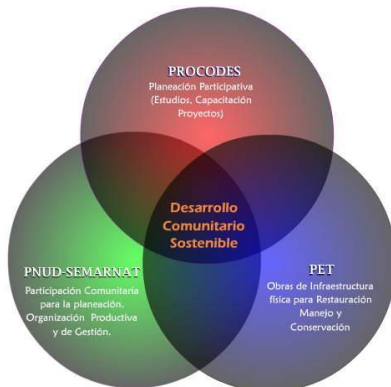 PROCODES
Planeación Participativa
(Estudios, Capacitación
Proyectos)
Desarrollo
Comunitario
Sostenible
PNUD-SEMARNAT
Participación Comunitaria
para la planeación,
Organización Productiva
y de Gestión.
PET
Obras de Infraestructura
física para Restauración
Manejo y
Conservación